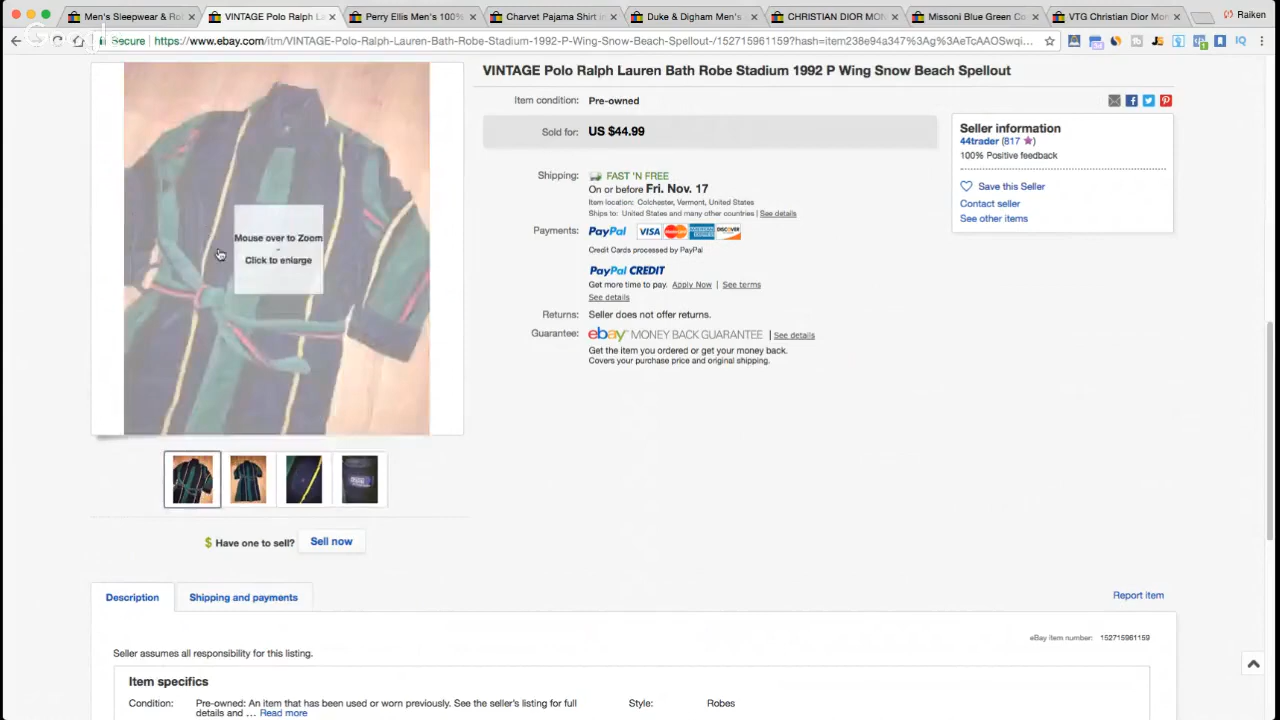 Men's Sleepwear & Ro
VINTAGE Polo Ralph La
Perry Ellis Men's 100%
Charvet Pajama Shirt in
Duke & Digham Men's
CHRISTIAN DIOR MON
Missoni Blue Green Co
VTG Christian Dior Mon
Raiken
Secure
https://www.ebay.com/itm/VINTAGE-Polo-Ralph-Lauren-Bath-Robe-Stadium-1992-P-Wing-Snow-Beach-Spellout-/152715961159?hash=item238e94a347%3Ag%3AeTcAAOSwqi...
VINTAGE Polo Ralph Lauren Bath Robe Stadium 1992 P Wing Snow Beach Spellout
Item condition: Pre-owned
Sold for: US $44.99
Shipping: FAST 'N FREE
On or before Fri. Nov. 17
Item location: Colchester, Vermont, United States
Ships to: United States and many other countries | See details
Payments: PayPal VISA MasterCard AMERICAN EXPRESS DISCOVER
Credit Cards processed by PayPal
PayPal CREDIT
Get more time to pay. Apply Now | See terms
See details
Returns: Seller does not offer returns.
Guarantee: ebay MONEY BACK GUARANTEE | See details
Get the item you ordered or get your money back.
Covers your purchase price and original shipping.
Seller information
44trader (817 )
100% Positive feedback
Save this Seller
Contact seller
See other items
Mouse over to Zoom
-
Click to enlarge
$ Have one to sell? Sell now
Description
Shipping and payments
Report item
eBay item number: 152715961159
Seller assumes all responsibility for this listing.
Item specifics
Condition: Pre-owned: An item that has been used or worn previously. See the seller's listing for full
details and ... Read more
Style: Robes